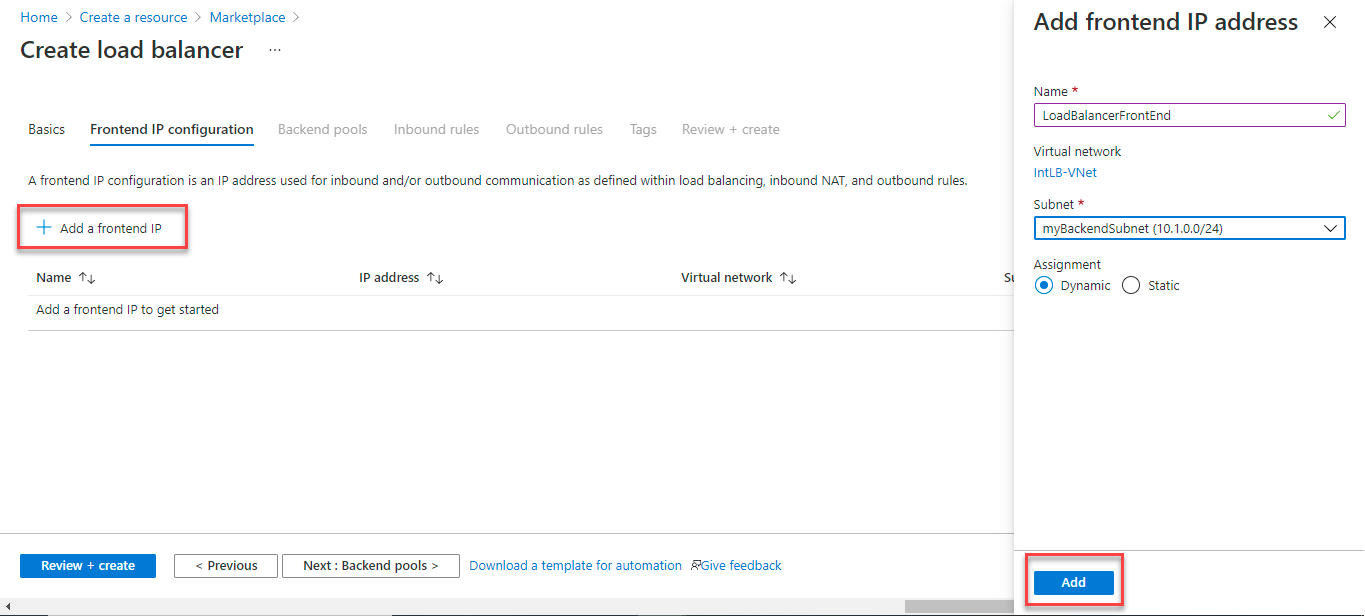 Home > Create a resource > Marketplace >
Create load balancer ...
Basics Frontend IP configuration Backend pools Inbound rules Outbound rules Tags Review + create
A frontend IP configuration is an IP address used for inbound and/or outbound communication as defined within load balancing, inbound NAT, and outbound rules.
+ Add a frontend IP
Name ↑↓ IP address ↑↓ Virtual network ↑↓ Su
Add a frontend IP to get started
Review + create < Previous Next : Backend pools > Download a template for automation Give feedback
Add frontend IP address
Name *
LoadBalancerFrontEnd
Virtual network
IntLB-VNet
Subnet *
myBackendSubnet (10.1.0.0/24)
Assignment
Dynamic Static
Add